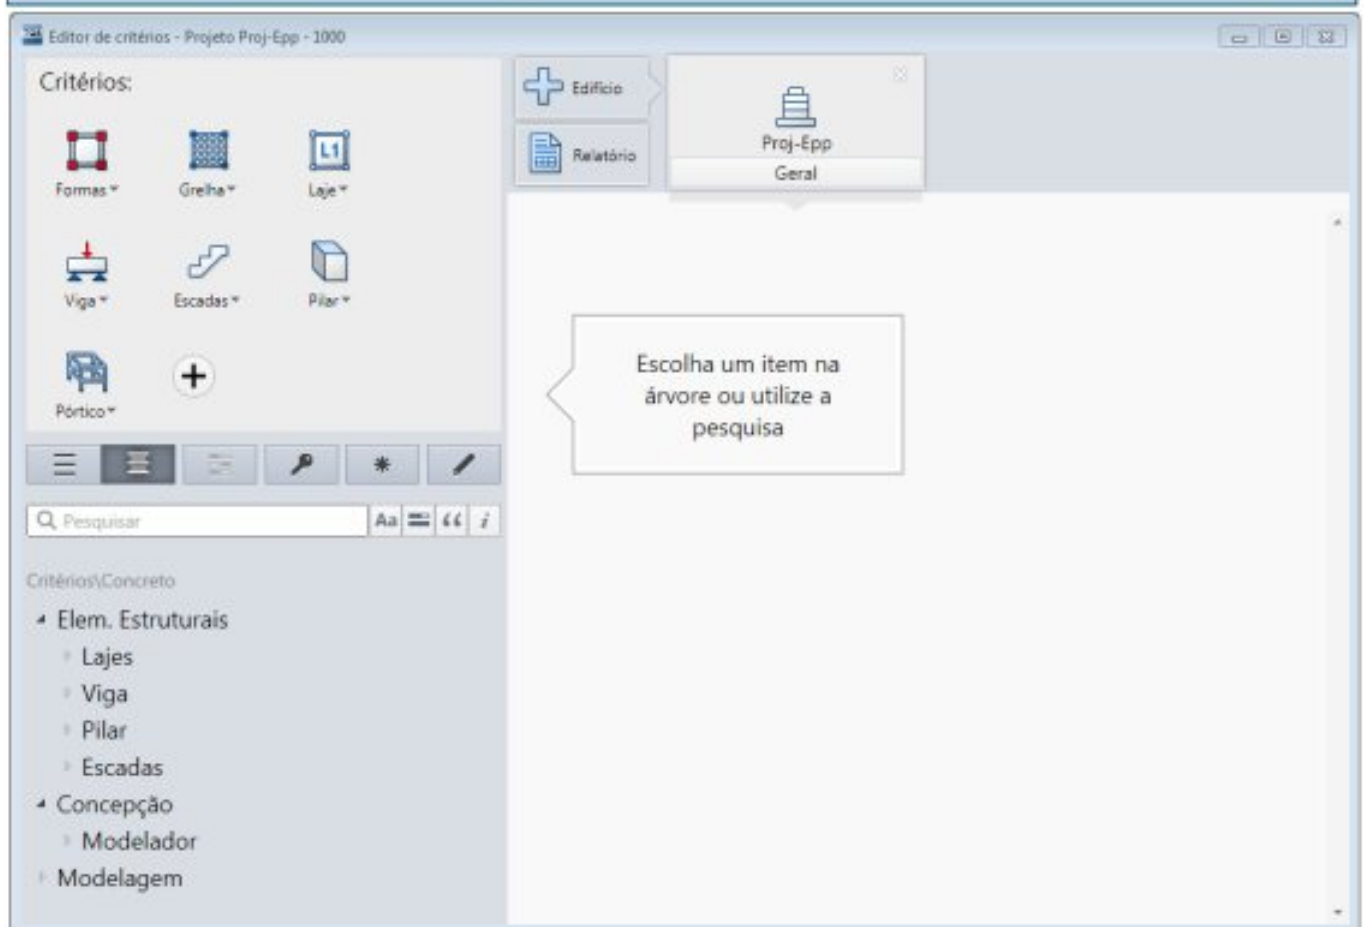 Editor de critérios - Projeto Proj-Epp - 1000
Critérios:
Formas
Grelha
L1
Laje
Viga
Escadas
Pilar
Pórtico
Pesquisar
Aa
i
Critérios\Concreto
Elem. Estruturais
Lajes
Viga
Pilar
Escadas
Concepção
Modelador
Modelagem
Edifício
Relatório
Proj-Epp
Geral
Escolha um item na
árvore ou utilize a
pesquisa